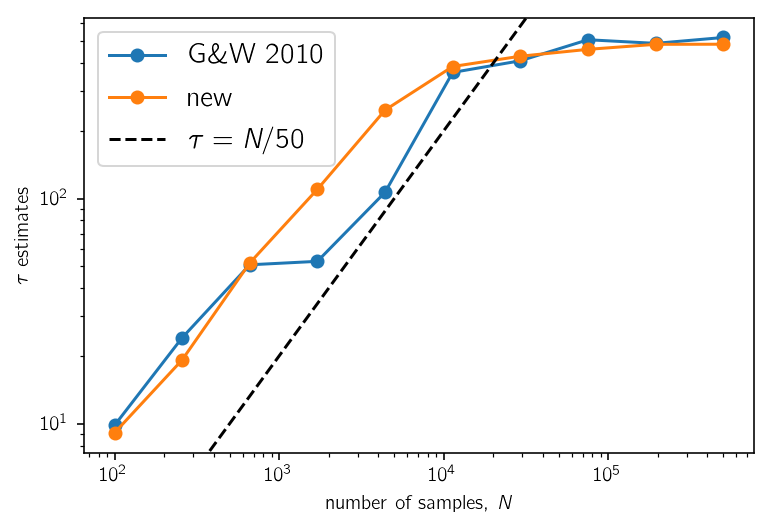 G&W 2010
new
τ = N/50
10²
10¹
τ estimates
10² 10³ 10⁴ 10⁵
number of samples, N